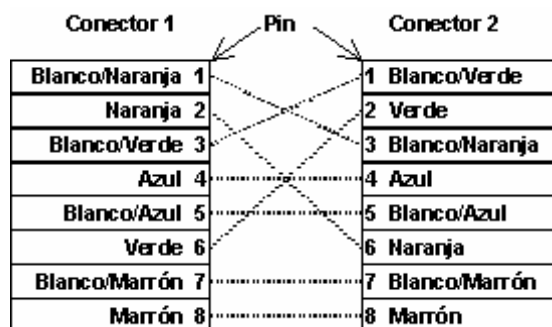 Conector 1 Pin Conector 2
Blanco/Naranja 1 1 Blanco/Verde
Naranja 2 2 Verde
Blanco/Verde 3 3 Blanco/Naranja
Azul 4 4 Azul
Blanco/Azul 5 5 Blanco/Azul
Verde 6 6 Naranja
Blanco/Marrón 7 7 Blanco/Marrón
Marrón 8 8 Marrón